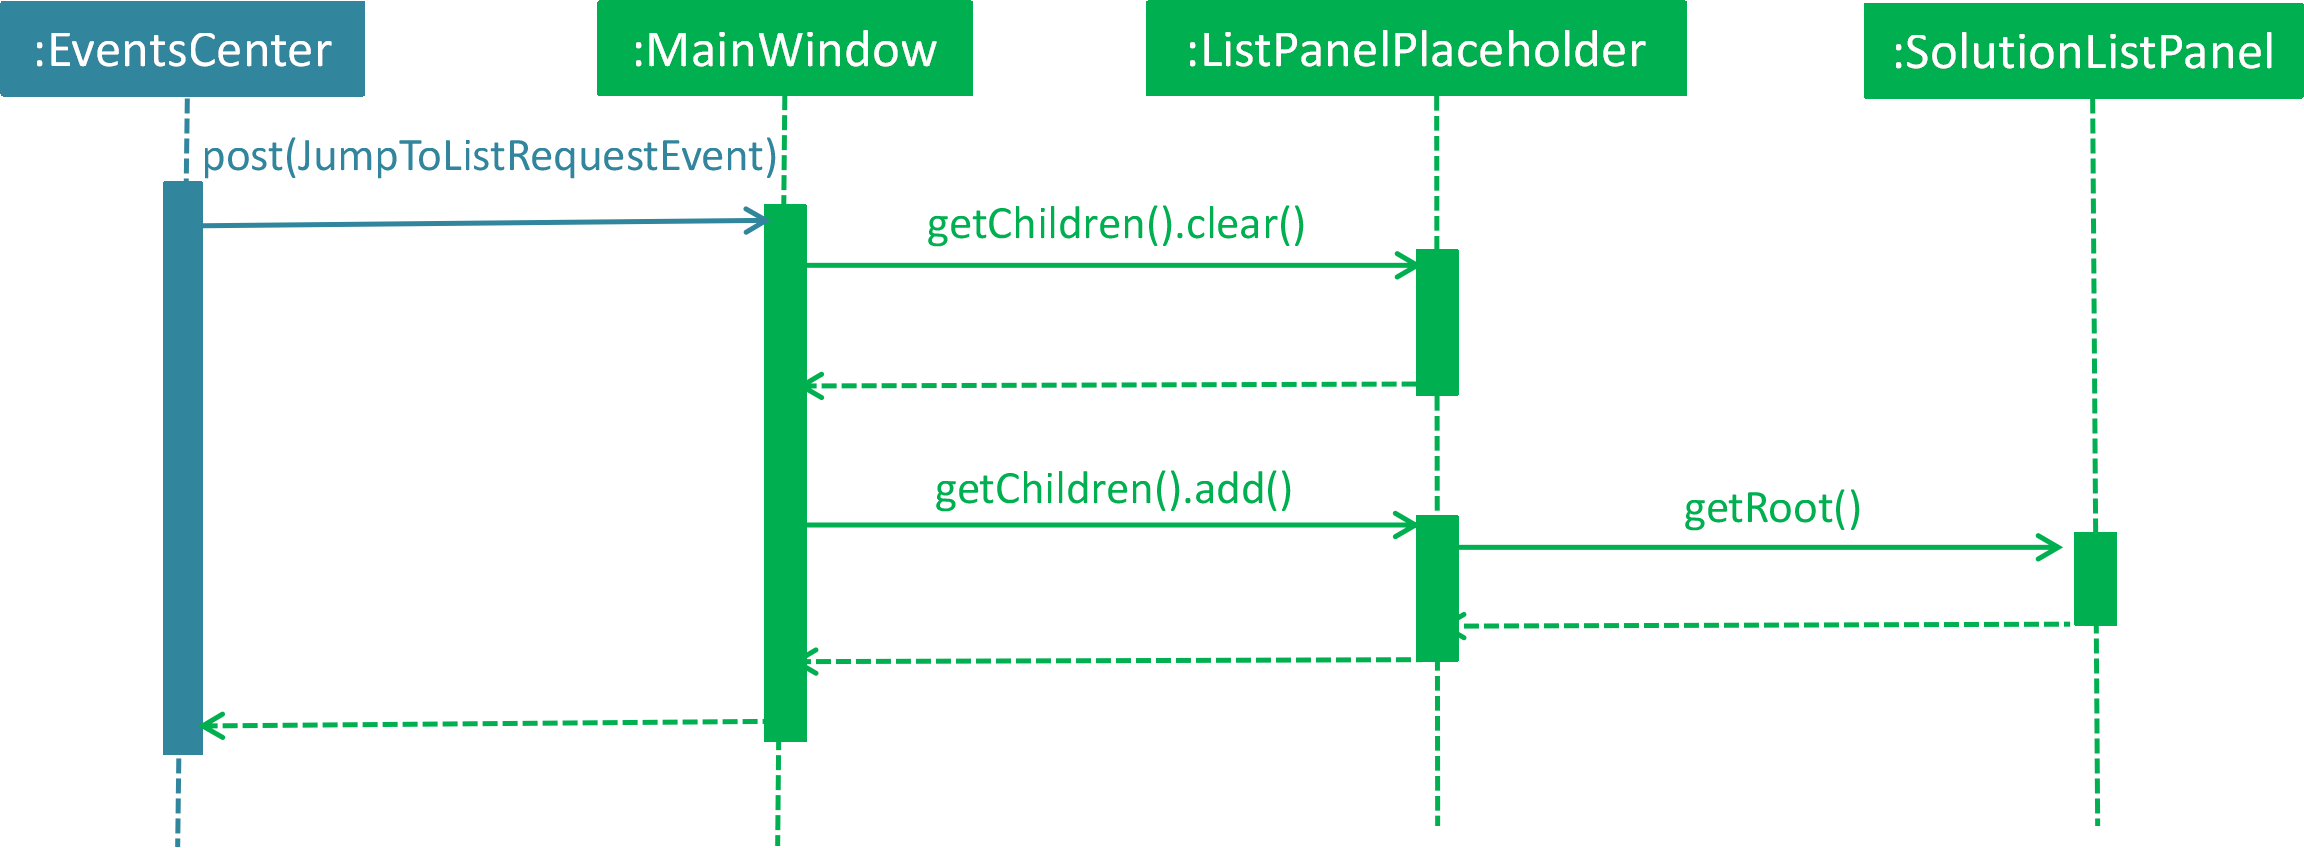 :EventsCenter
:MainWindow
:ListPanelPlaceholder
:SolutionListPanel
post(JumpToListRequestEvent)
getChildren().clear()
getChildren().add()
getRoot()